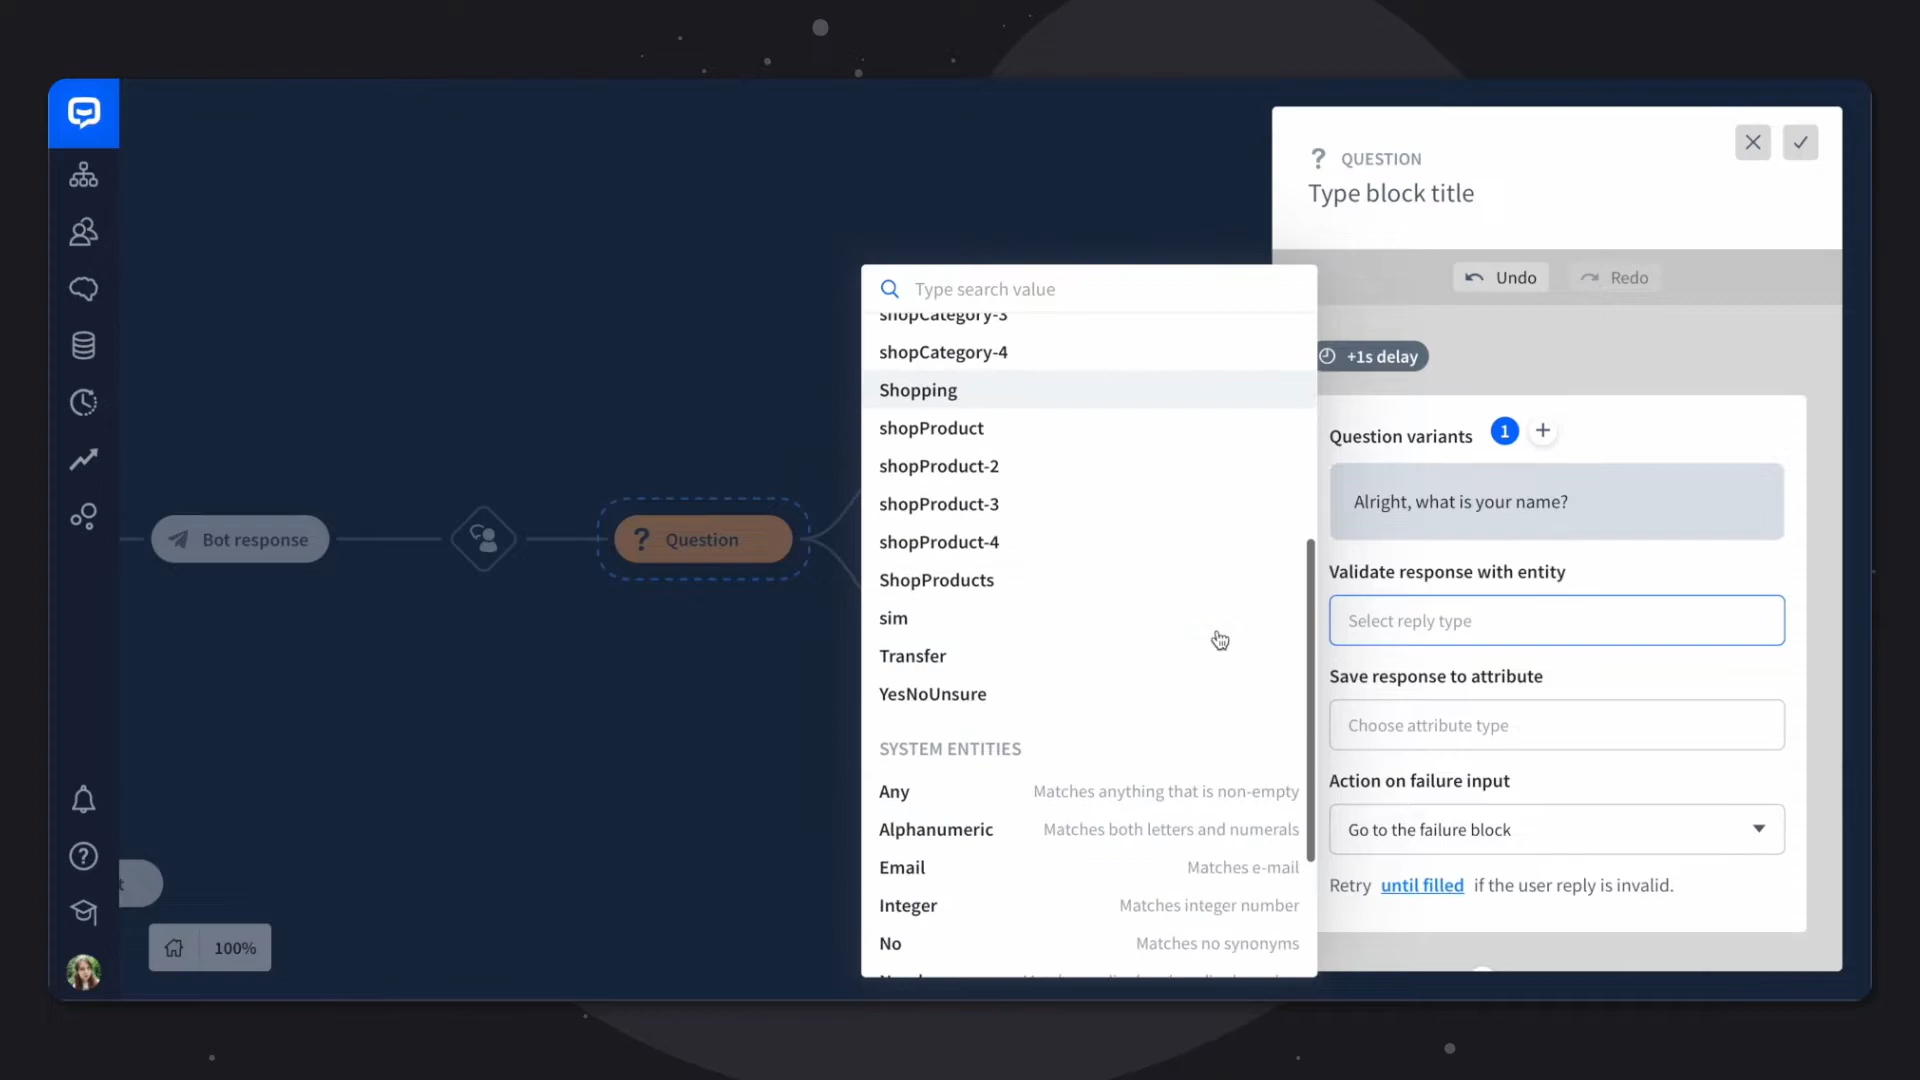 ? QUESTION
Type block title
Undo
Redo
Type search value
shopCategory-3
shopCategory-4
Shopping
shopProduct
shopProduct-2
shopProduct-3
shopProduct-4
ShopProducts
sim
Transfer
YesNoUnsure
SYSTEM ENTITIES
Any Matches anything that is non-empty
Alphanumeric Matches both letters and numerals
Email Matches e-mail
Integer Matches integer number
No Matches no synonyms
+1s delay
Question variants 1 +
Alright, what is your name?
Validate response with entity
Select reply type
Save response to attribute
Choose attribute type
Action on failure input
Go to the failure block
Retry until filled if the user reply is invalid.
Bot response
? Question
t
100%